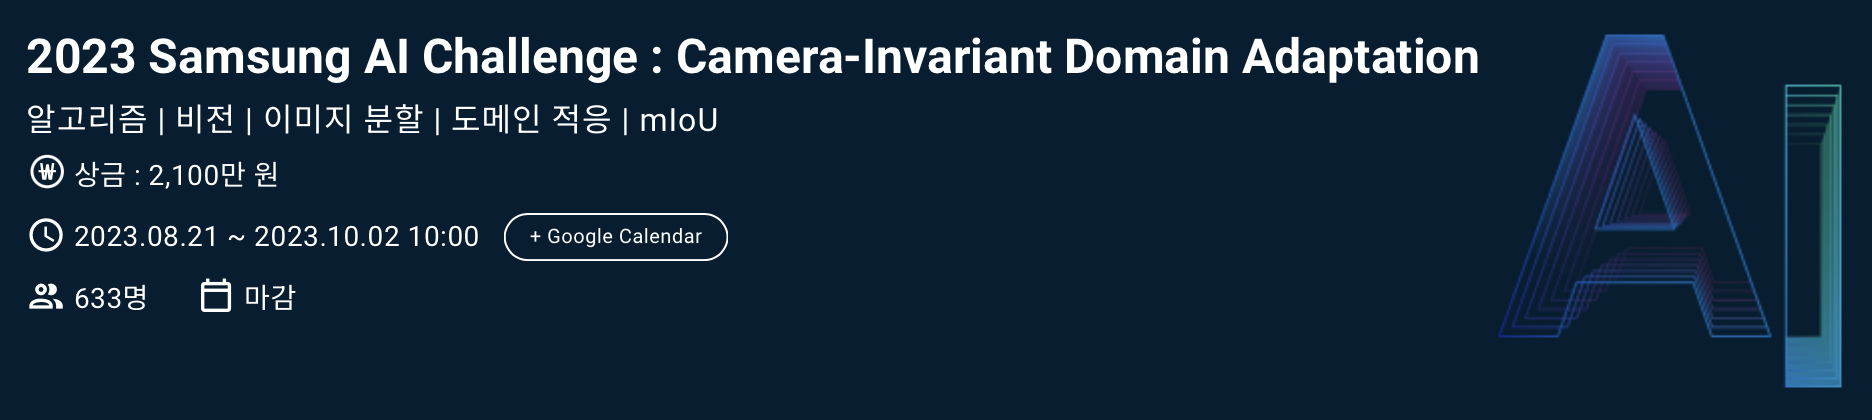 2023 Samsung AI Challenge : Camera-Invariant Domain Adaptation
알고리즘 | 비전 | 이미지 분할 | 도메인 적응 | mIoU
₩ 상금 : 2,100만 원
2023.08.21 ~ 2023.10.02 10:00 + Google Calendar
633명 마감
AI